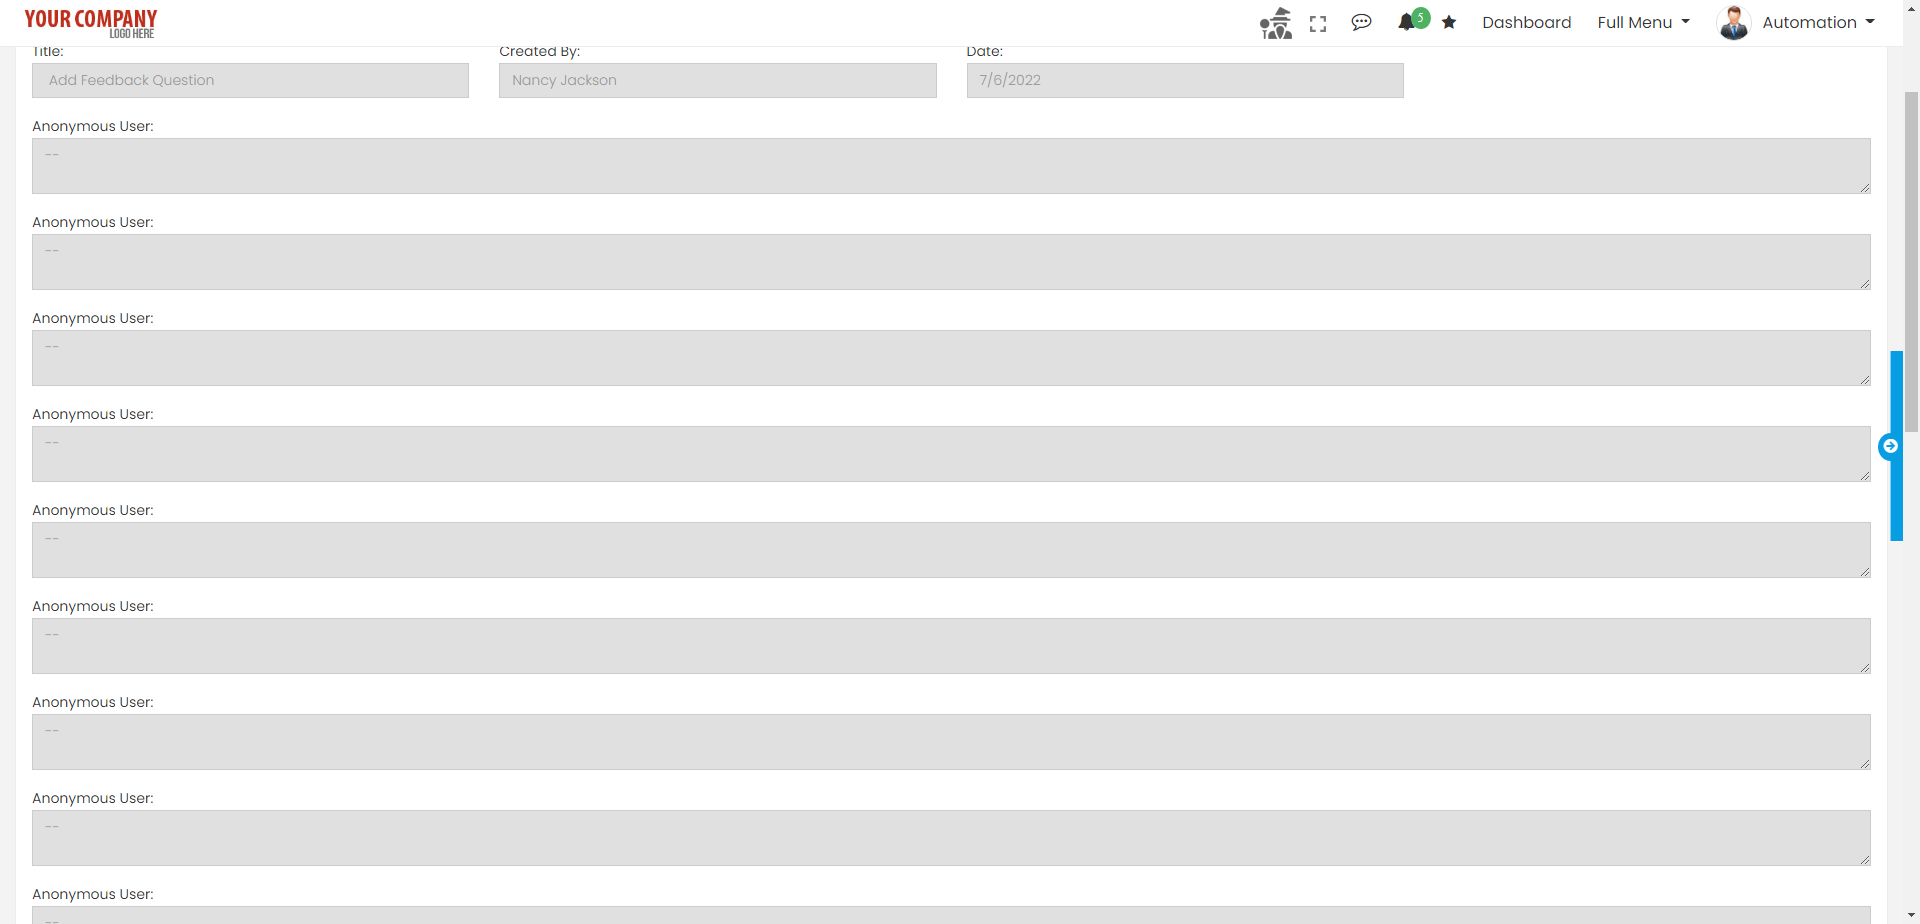 YOUR COMPANY
LOGO HERE
5
Dashboard
Full Menu
Automation
Title:
Created By:
Date:
Add Feedback Question
Nancy Jackson
7/6/2022
Anonymous User:
--
Anonymous User:
--
Anonymous User:
--
Anonymous User:
--
Anonymous User:
--
Anonymous User:
--
Anonymous User:
--
Anonymous User:
--
Anonymous User:
--